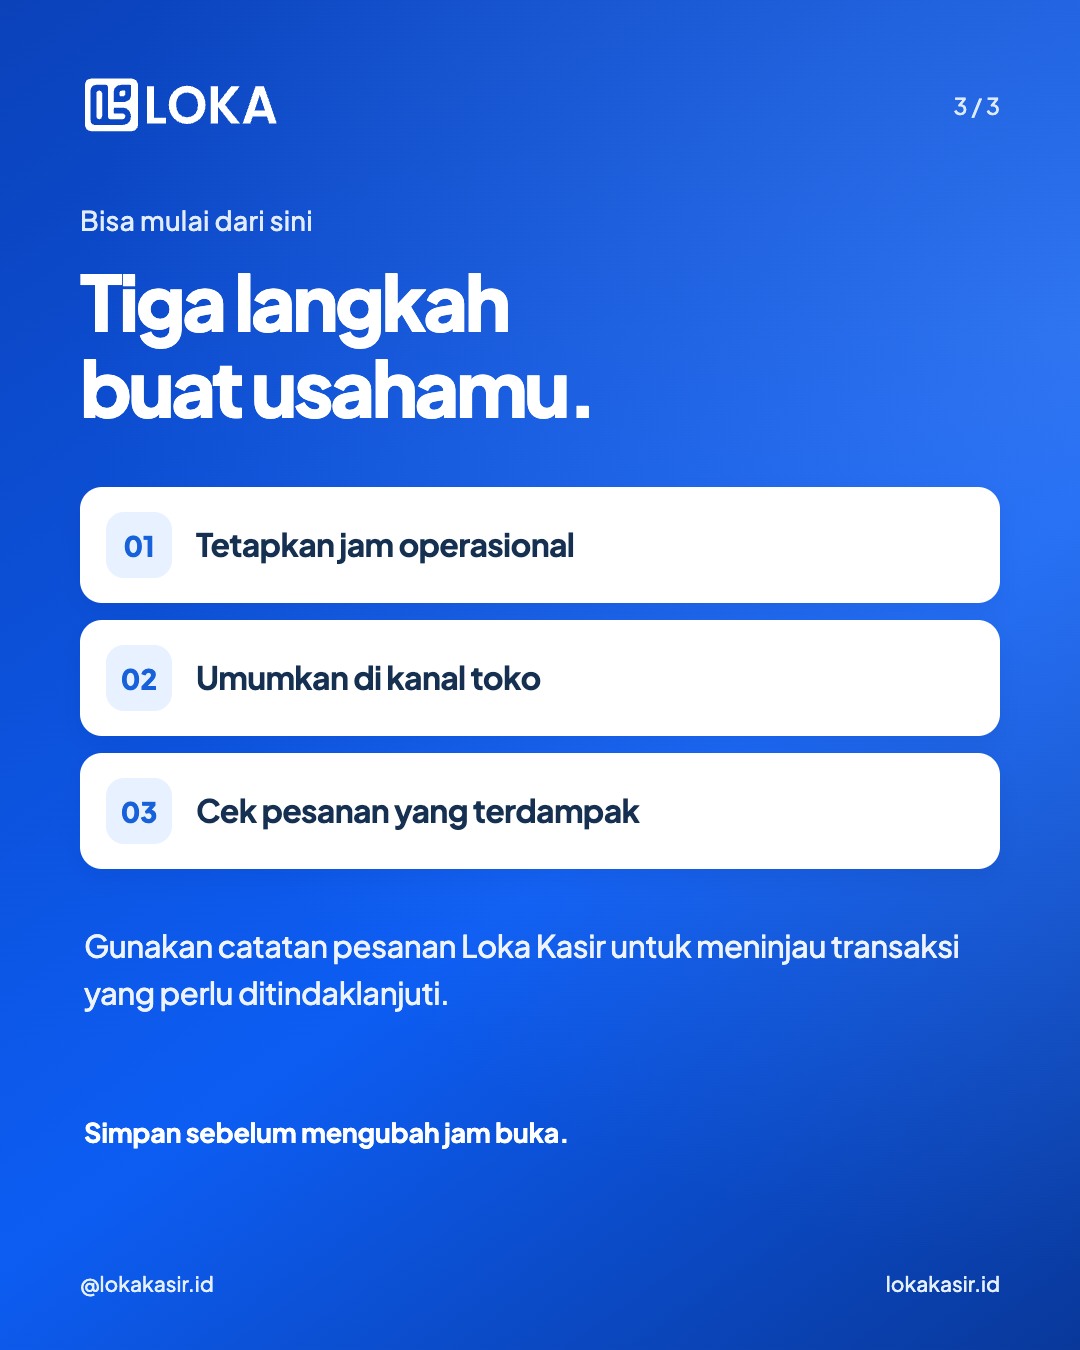 LOKA
3 / 3
Bisa mulai dari sini
Tiga langkah
buat usahamu.
01 Tetapkan jam operasional
02 Umumkan di kanal toko
03 Cek pesanan yang terdampak
Gunakan catatan pesanan Loka Kasir untuk meninjau transaksi
yang perlu ditindaklanjuti.
Simpan sebelum mengubah jam buka.
@lokakasir.id
lokakasir.id